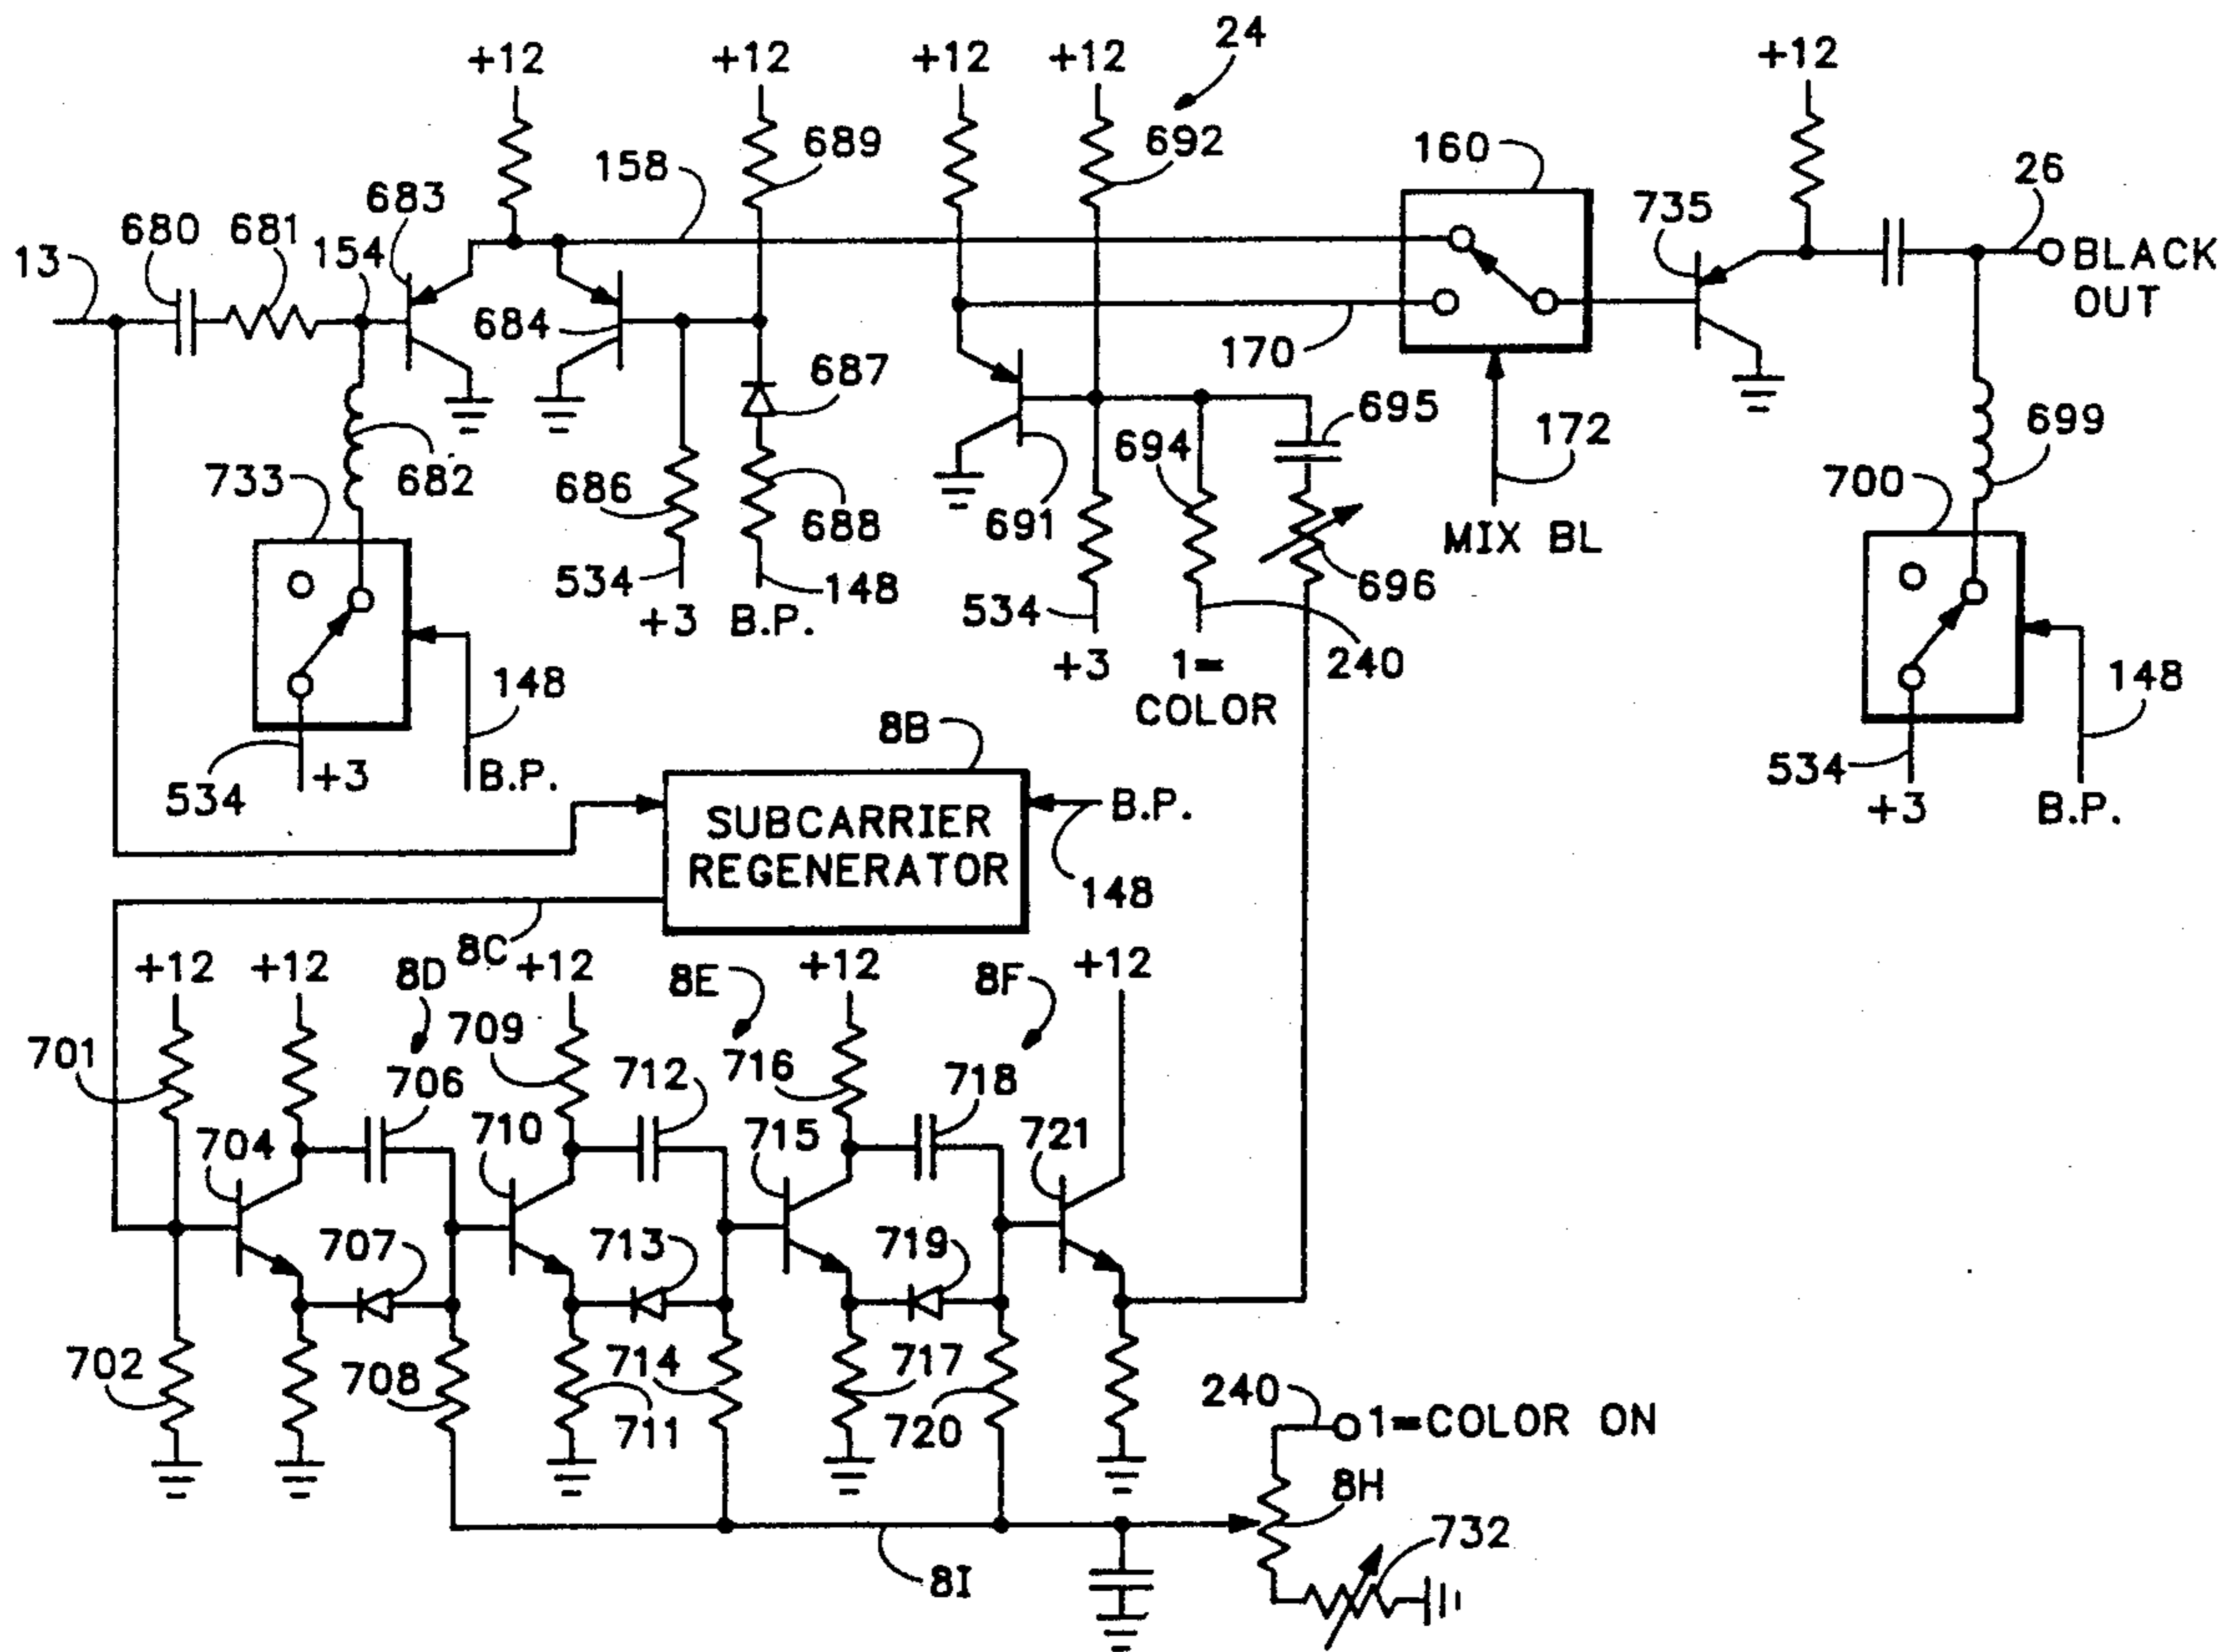 24
+12 +12 +12 +12 +12
689 692 160
158 26
683 735
680 681 154
13 BLACK
OUT
684
687 170 695
172 699
733 682 694
686 688 691 MIX BL 700
534 148 534 696
+3 B.P.
148 +3 1= 240 148
COLOR
8B
534 +3 B.P. 534
B.P. +3 B.P.
SUBCARRIER
REGENERATOR
148
8C
+12 +12 8D +12 8E +12 8F +12
701 709
706 712 716 718
704 710 715 721
707 713 719
702 708 714 717
711 720 240 1=COLOR ON
8H
732
8I